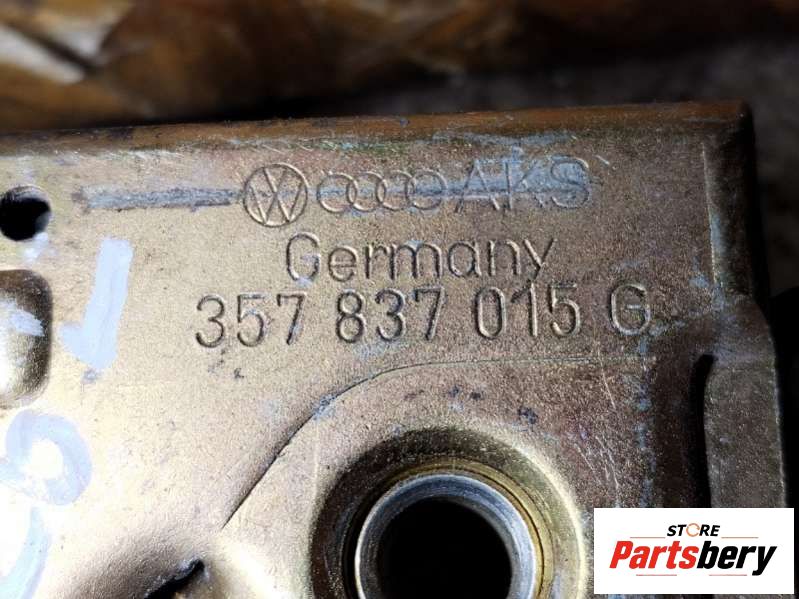 AKS
Germany
357 837 015 G
STORE
Partsbery